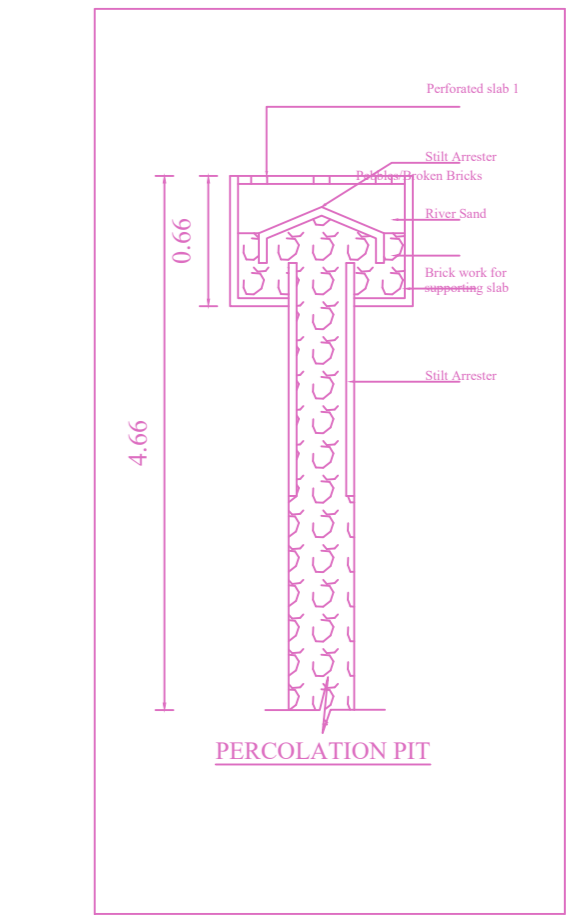 Perforated slab 1
Stilt Arrester
Pebbles/Broken Bricks
River Sand
0.66
Brick work for
supporting slab
Stilt Arrester
4.66
PERCOLATION PIT